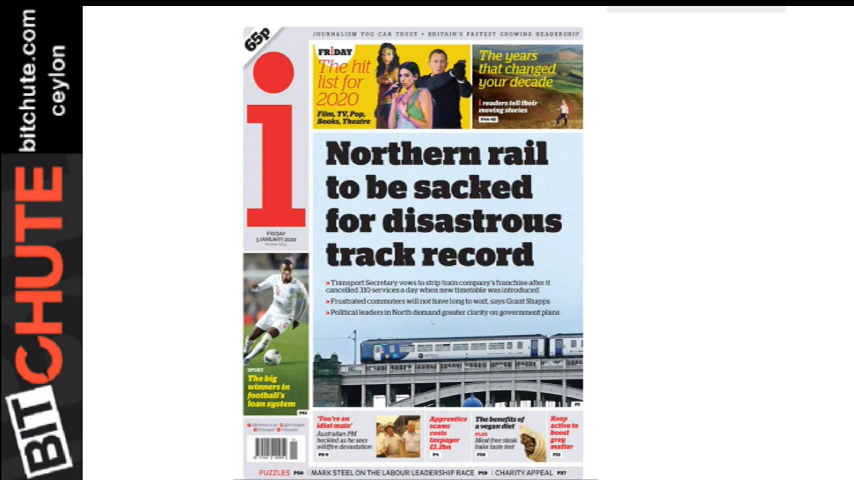 bitchute.com
ceylon
BITCHUTE
65p
JOURNALISM YOU CAN TRUST • BRITAIN'S FASTEST GROWING READERSHIP
i
FRIDAY
The hit
list for
2020
Film, TV, Pop,
Books, Theatre
The years
that changed
your decade
i readers tell their
moving stories
FRIDAY
3 JANUARY 2020
Northern rail
to be sacked
for disastrous
track record
» Transport Secretary vows to strip train company's franchise after it
cancelled 310 services a day when new timetable was introduced
» Frustrated commuters will not have long to wait, says Grant Shapps
» Political leaders in North demand greater clarity on government plans
SPORT
The big
winners in
football's
loan system
'You're an
idiot mate'
Australian PM
heckled as he sees
wildfire devastation
Apprentice
scams
costs
taxpayer
£1.2bn
The benefits of
a vegan diet
PLUS
Meat-free steak
bake taste test
Keep
active to
boost
grey
matter
PUZZLES P50 | MARK STEEL ON THE LABOUR LEADERSHIP RACE P19 | CHARITY APPEAL P27